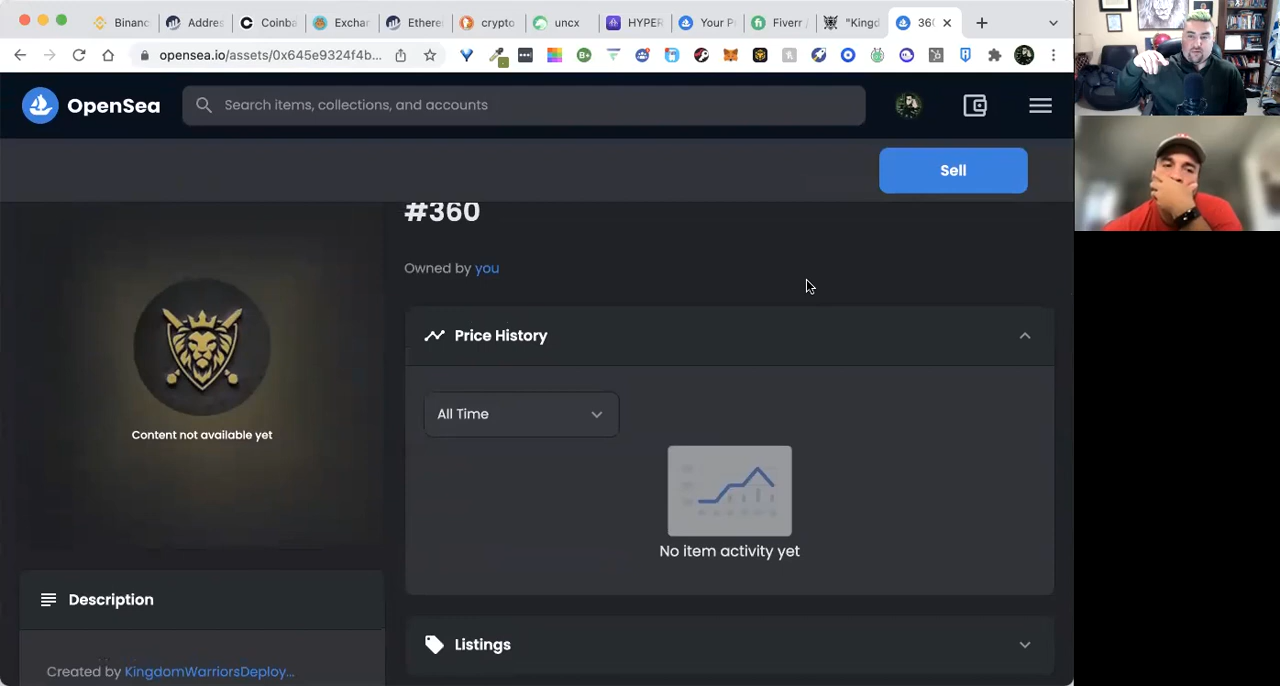 Binanc
Addres
Coinba
Exchar
Ethere
crypto
uncx
HYPER
Your P
Fiverr /
"Kingd
360
opensea.io/assets/0x645e9324f4b...
OpenSea
Search items, collections, and accounts
Sell
#360
Owned by you
Price History
All Time
Content not available yet
No item activity yet
Description
Listings
Created by KingdomWarriorsDeploy...